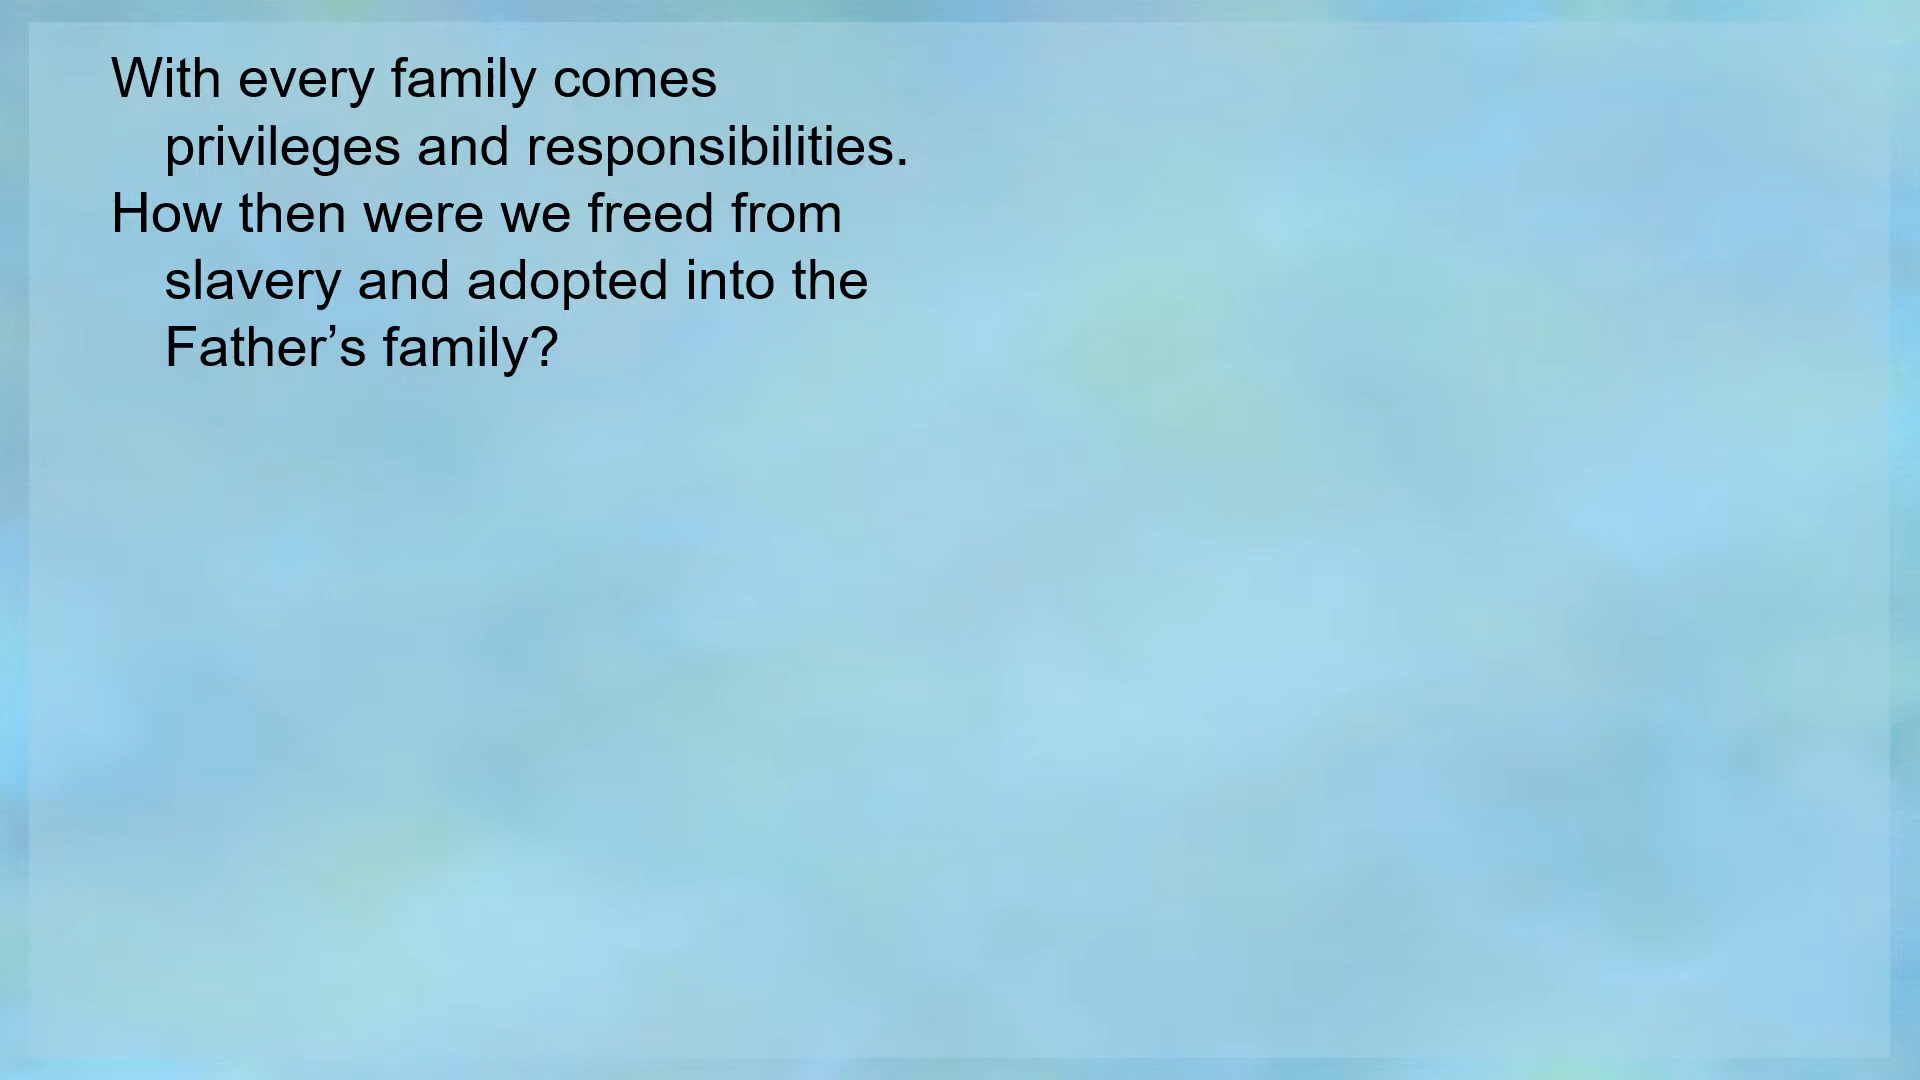 With every family comes
privileges and responsibilities.
How then were we freed from
slavery and adopted into the
Father’s family?